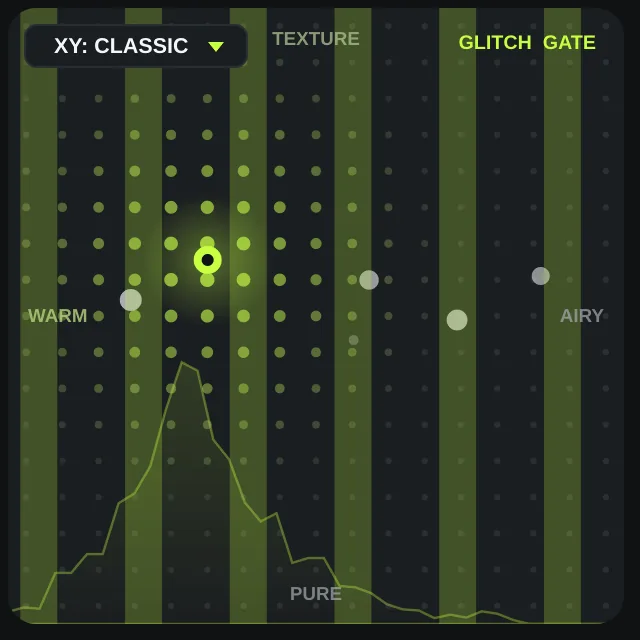 XY: CLASSIC
TEXTURE
GLITCH GATE
WARM
AIRY
PURE